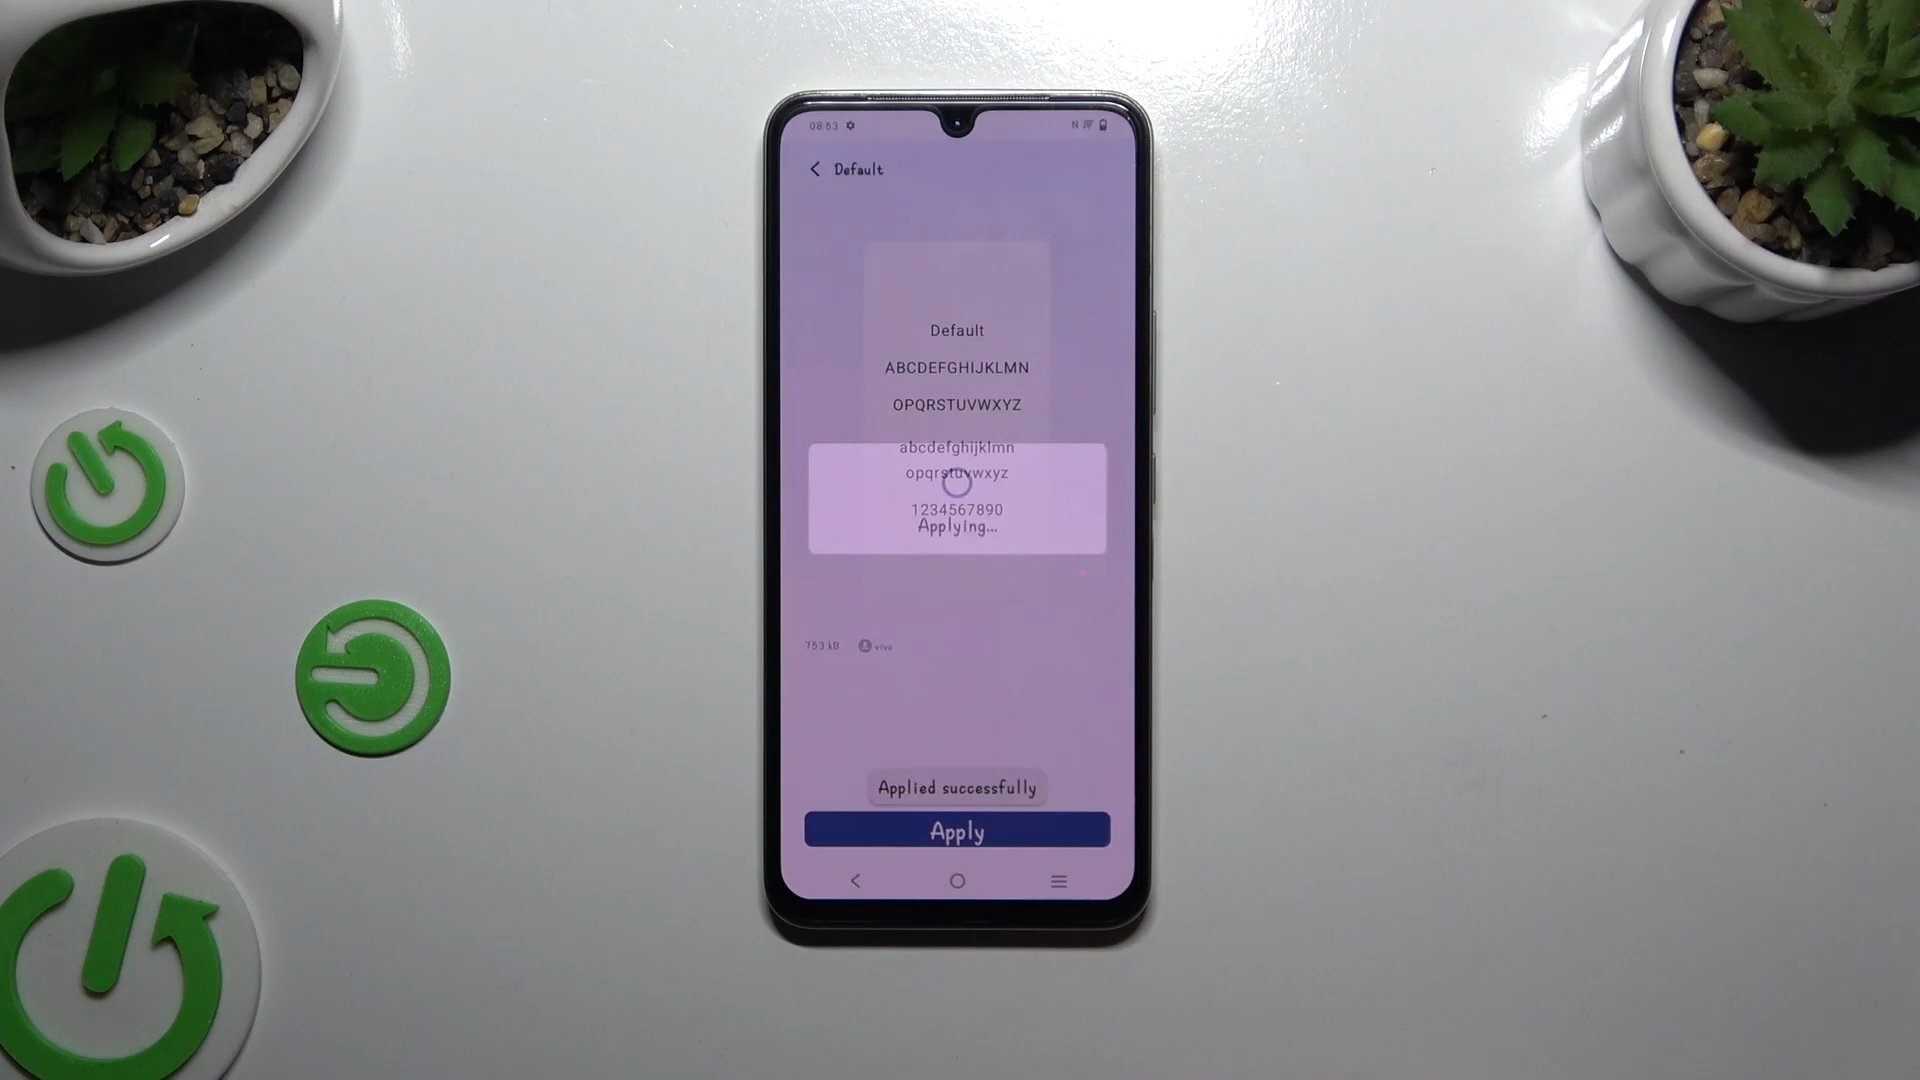 08:53
Default
Default
ABCDEFGHIJKLMN
OPQRSTUVWXYZ
abcdefghijklmn
opqrstuvwxyz
1234567890
Applying...
753 kB vivo
Applied successfully
Apply